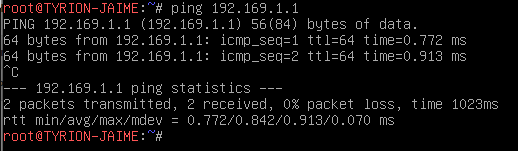 root@TYRION-JAIME:~# ping 192.169.1.1
PING 192.169.1.1 (192.169.1.1) 56(84) bytes of data.
64 bytes from 192.169.1.1: icmp_seq=1 ttl=64 time=0.772 ms
64 bytes from 192.169.1.1: icmp_seq=2 ttl=64 time=0.913 ms
^C
--- 192.169.1.1 ping statistics ---
2 packets transmitted, 2 received, 0% packet loss, time 1023ms
rtt min/avg/max/mdev = 0.772/0.842/0.913/0.070 ms
root@TYRION-JAIME:~#